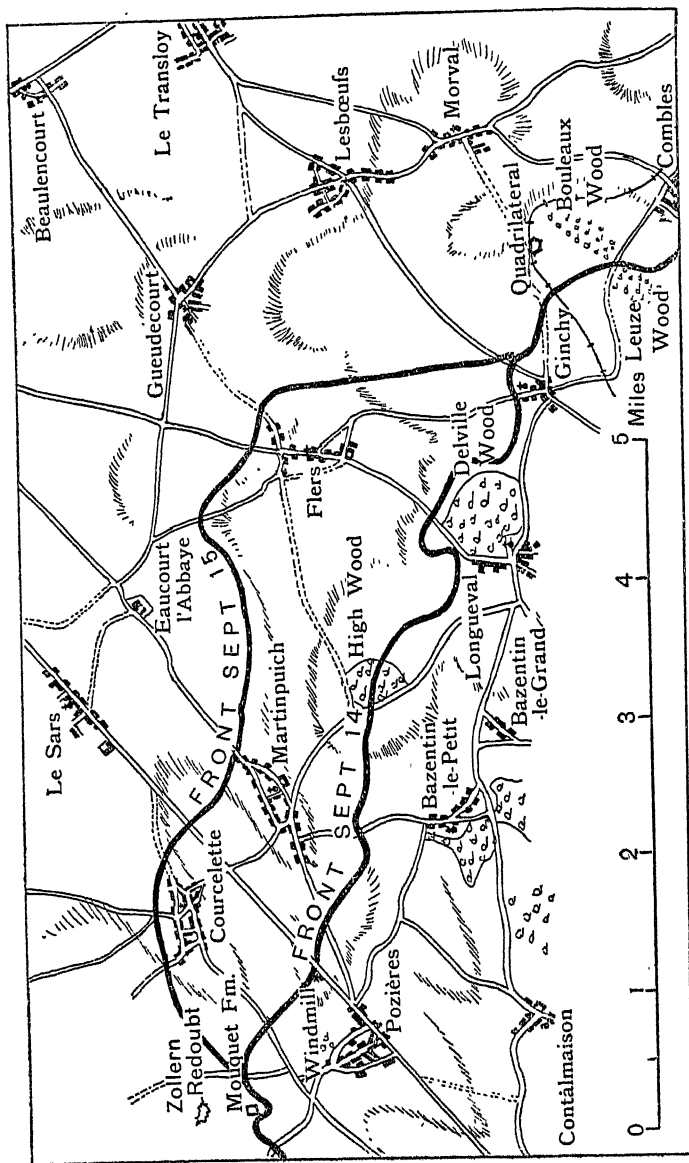 Beaulencourt
Le Transloy
Le Sars
Eaucourt
l'Abbaye
Gueudecourt
Lesbœufs
Morval
FRONT SEPT 15
Courcelette
Martinpuich
Flers
Quadrilateral
Bouleaux
Wood
Combles
Zollern
Redoubt
Mouquet Fm.
Windmill
FRONT SEPT 14
High Wood
Delville
Wood
Ginchy
Leuze
Wood
Pozières
Bazentin
-le-Petit
Longueval
Bazentin
-le-Grand
Contalmaison
0 1 2 3 4 5 Miles